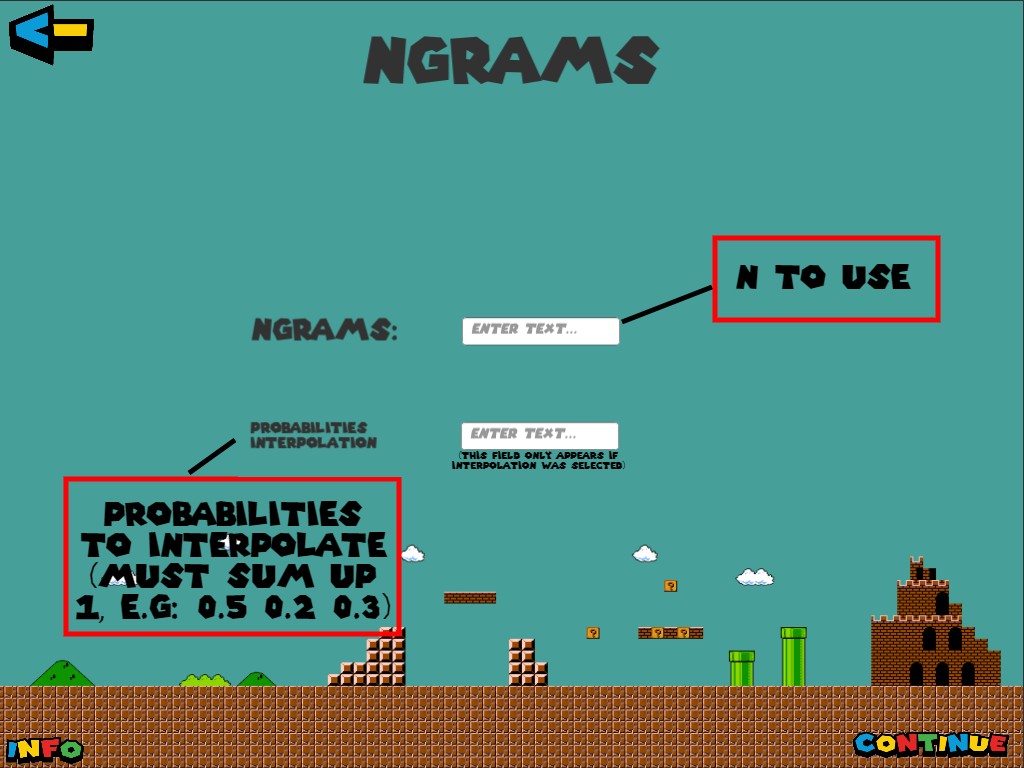 NGRAMS
N TO USE
NGRAMS:
ENTER TEXT...
PROBABILITIES
INTERPOLATION
ENTER TEXT...
(THIS FIELD ONLY APPEARS IF
INTERPOLATION WAS SELECTED)
PROBABILITIES
TO INTERPOLATE
(MUST SUM UP
1, E.G: 0.5 0.2 0.3)
?
?
?
?
INFO
CONTINUE